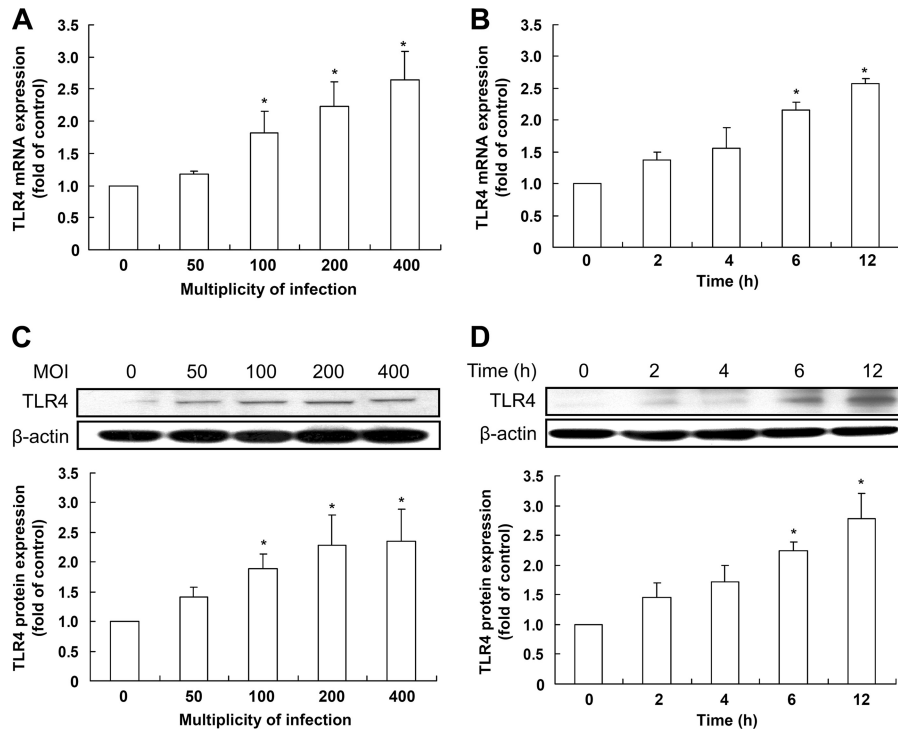 A
TLR4 mRNA expression
(fold of control)
3.5
3.0
2.5
2.0
1.5
1.0
0.5
0
*
*
*
0 50 100 200 400
Multiplicity of infection
B
TLR4 mRNA expression
(fold of control)
3.5
3.0
2.5
2.0
1.5
1.0
0.5
0
*
*
0 2 4 6 12
Time (h)
C
MOI 0 50 100 200 400
TLR4
β-actin
TLR4 protein expression
(fold of control)
3.5
3.0
2.5
2.0
1.5
1.0
0.5
0.0
*
*
*
0 50 100 200 400
Multiplicity of infection
D
Time (h) 0 2 4 6 12
TLR4
β-actin
TLR4 protein expression
(fold of control)
3.5
3.0
2.5
2.0
1.5
1.0
0.5
0.0
*
*
0 2 4 6 12
Time (h)